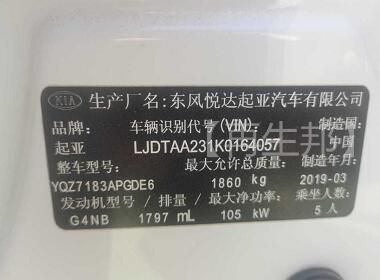 KIA 生产厂名:东风悦达起亚汽车有限公司
品牌: 车辆识别代号(VIN): 制造国:
起亚 LJDTAA231K0164057 中国
整车型号: 最大允许总质量: 制造年月:
YQZ7183APGDE6 1860 kg 2019-03
发动机型号/排量/最大净功率: 乘坐人数:
G4NB 1797 mL 105 kW 5 人